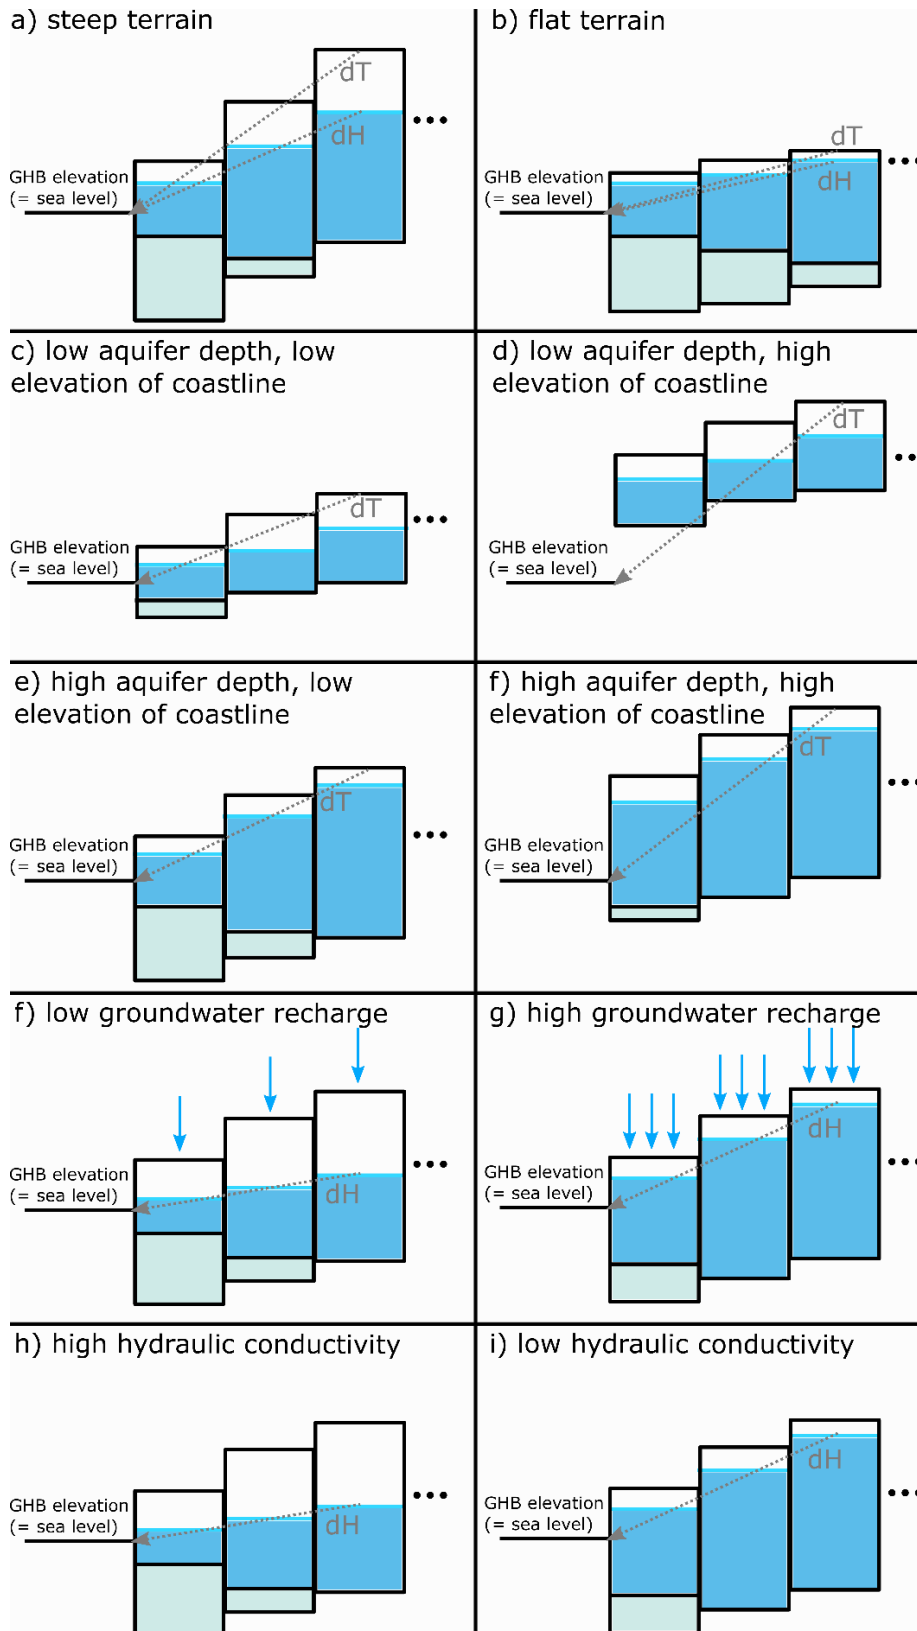 a) steep terrain
dT
dH
GHB elevation
(= sea level)
b) flat terrain
dT
dH
GHB elevation
(= sea level)
c) low aquifer depth, low
elevation of coastline
dT
GHB elevation
(= sea level)
d) low aquifer depth, high
elevation of coastline
dT
GHB elevation
(= sea level)
e) high aquifer depth, low
elevation of coastline
dT
GHB elevation
(= sea level)
f) high aquifer depth, high
elevation of coastline
dT
GHB elevation
(= sea level)
f) low groundwater recharge
GHB elevation
(= sea level)
dH
g) high groundwater recharge
dH
GHB elevation
(= sea level)
h) high hydraulic conductivity
GHB elevation
(= sea level)
dH
i) low hydraulic conductivity
dH
GHB elevation
(= sea level)